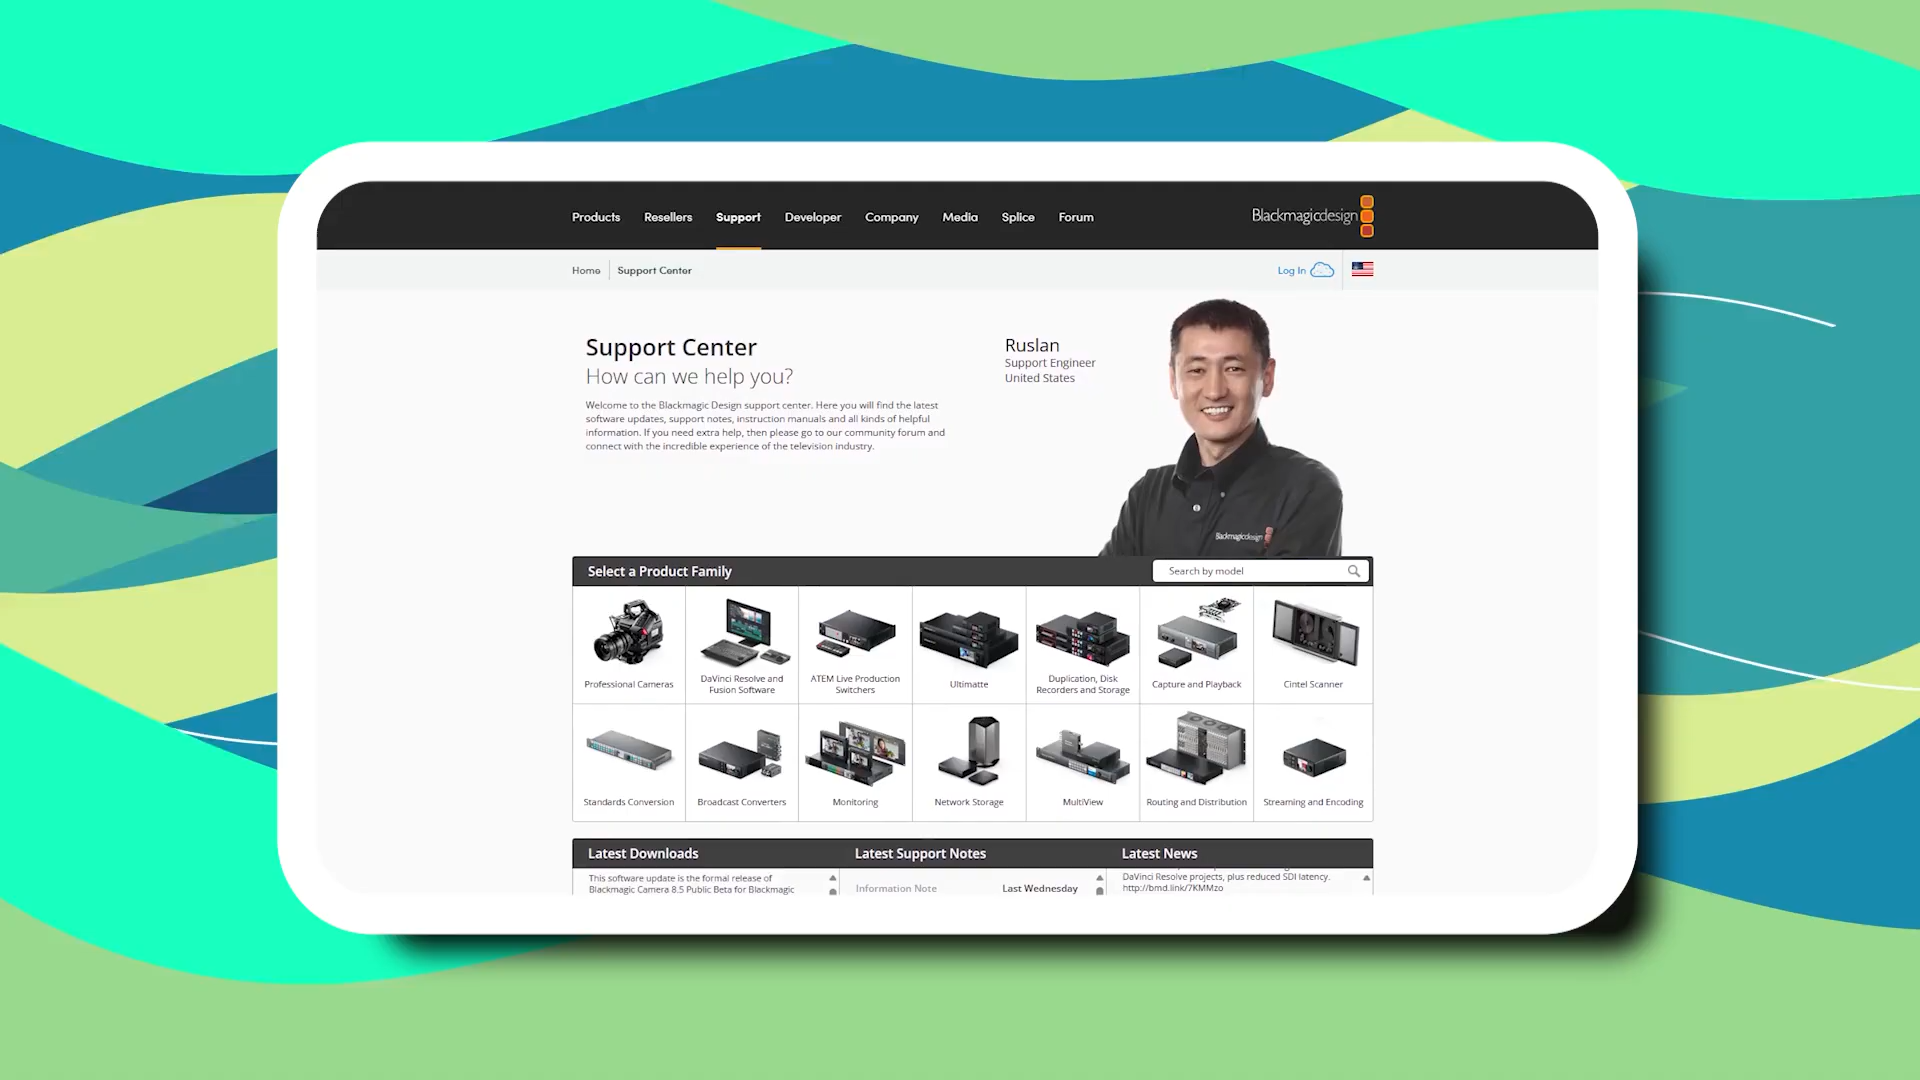 Products Resellers Support Developer Company Media Splice Forum
Blackmagicdesign
Home Support Center
Log In
Support Center
How can we help you?
Welcome to the Blackmagic Design support center. Here you will find the latest
software updates, support notes, instruction manuals and all kinds of helpful
information. If you need extra help, then please go to our community forum and
connect with the incredible experience of the television industry.
Ruslan
Support Engineer
United States
Blackmagicdesign
Select a Product Family
Search by model
Professional Cameras
DaVinci Resolve and
Fusion Software
ATEM Live Production
Switchers
Ultimatte
Duplication, Disk
Recorders and Storage
Capture and Playback
Cintel Scanner
Standards Conversion
Broadcast Converters
Monitoring
Network Storage
MultiView
Routing and Distribution
Streaming and Encoding
Latest Downloads
This software update is the formal release of
Blackmagic Camera 8.5 Public Beta for Blackmagic
Latest Support Notes
Information Note Last Wednesday
Latest News
DaVinci Resolve projects, plus reduced SDI latency.
http://bmd.link/7KMMzo